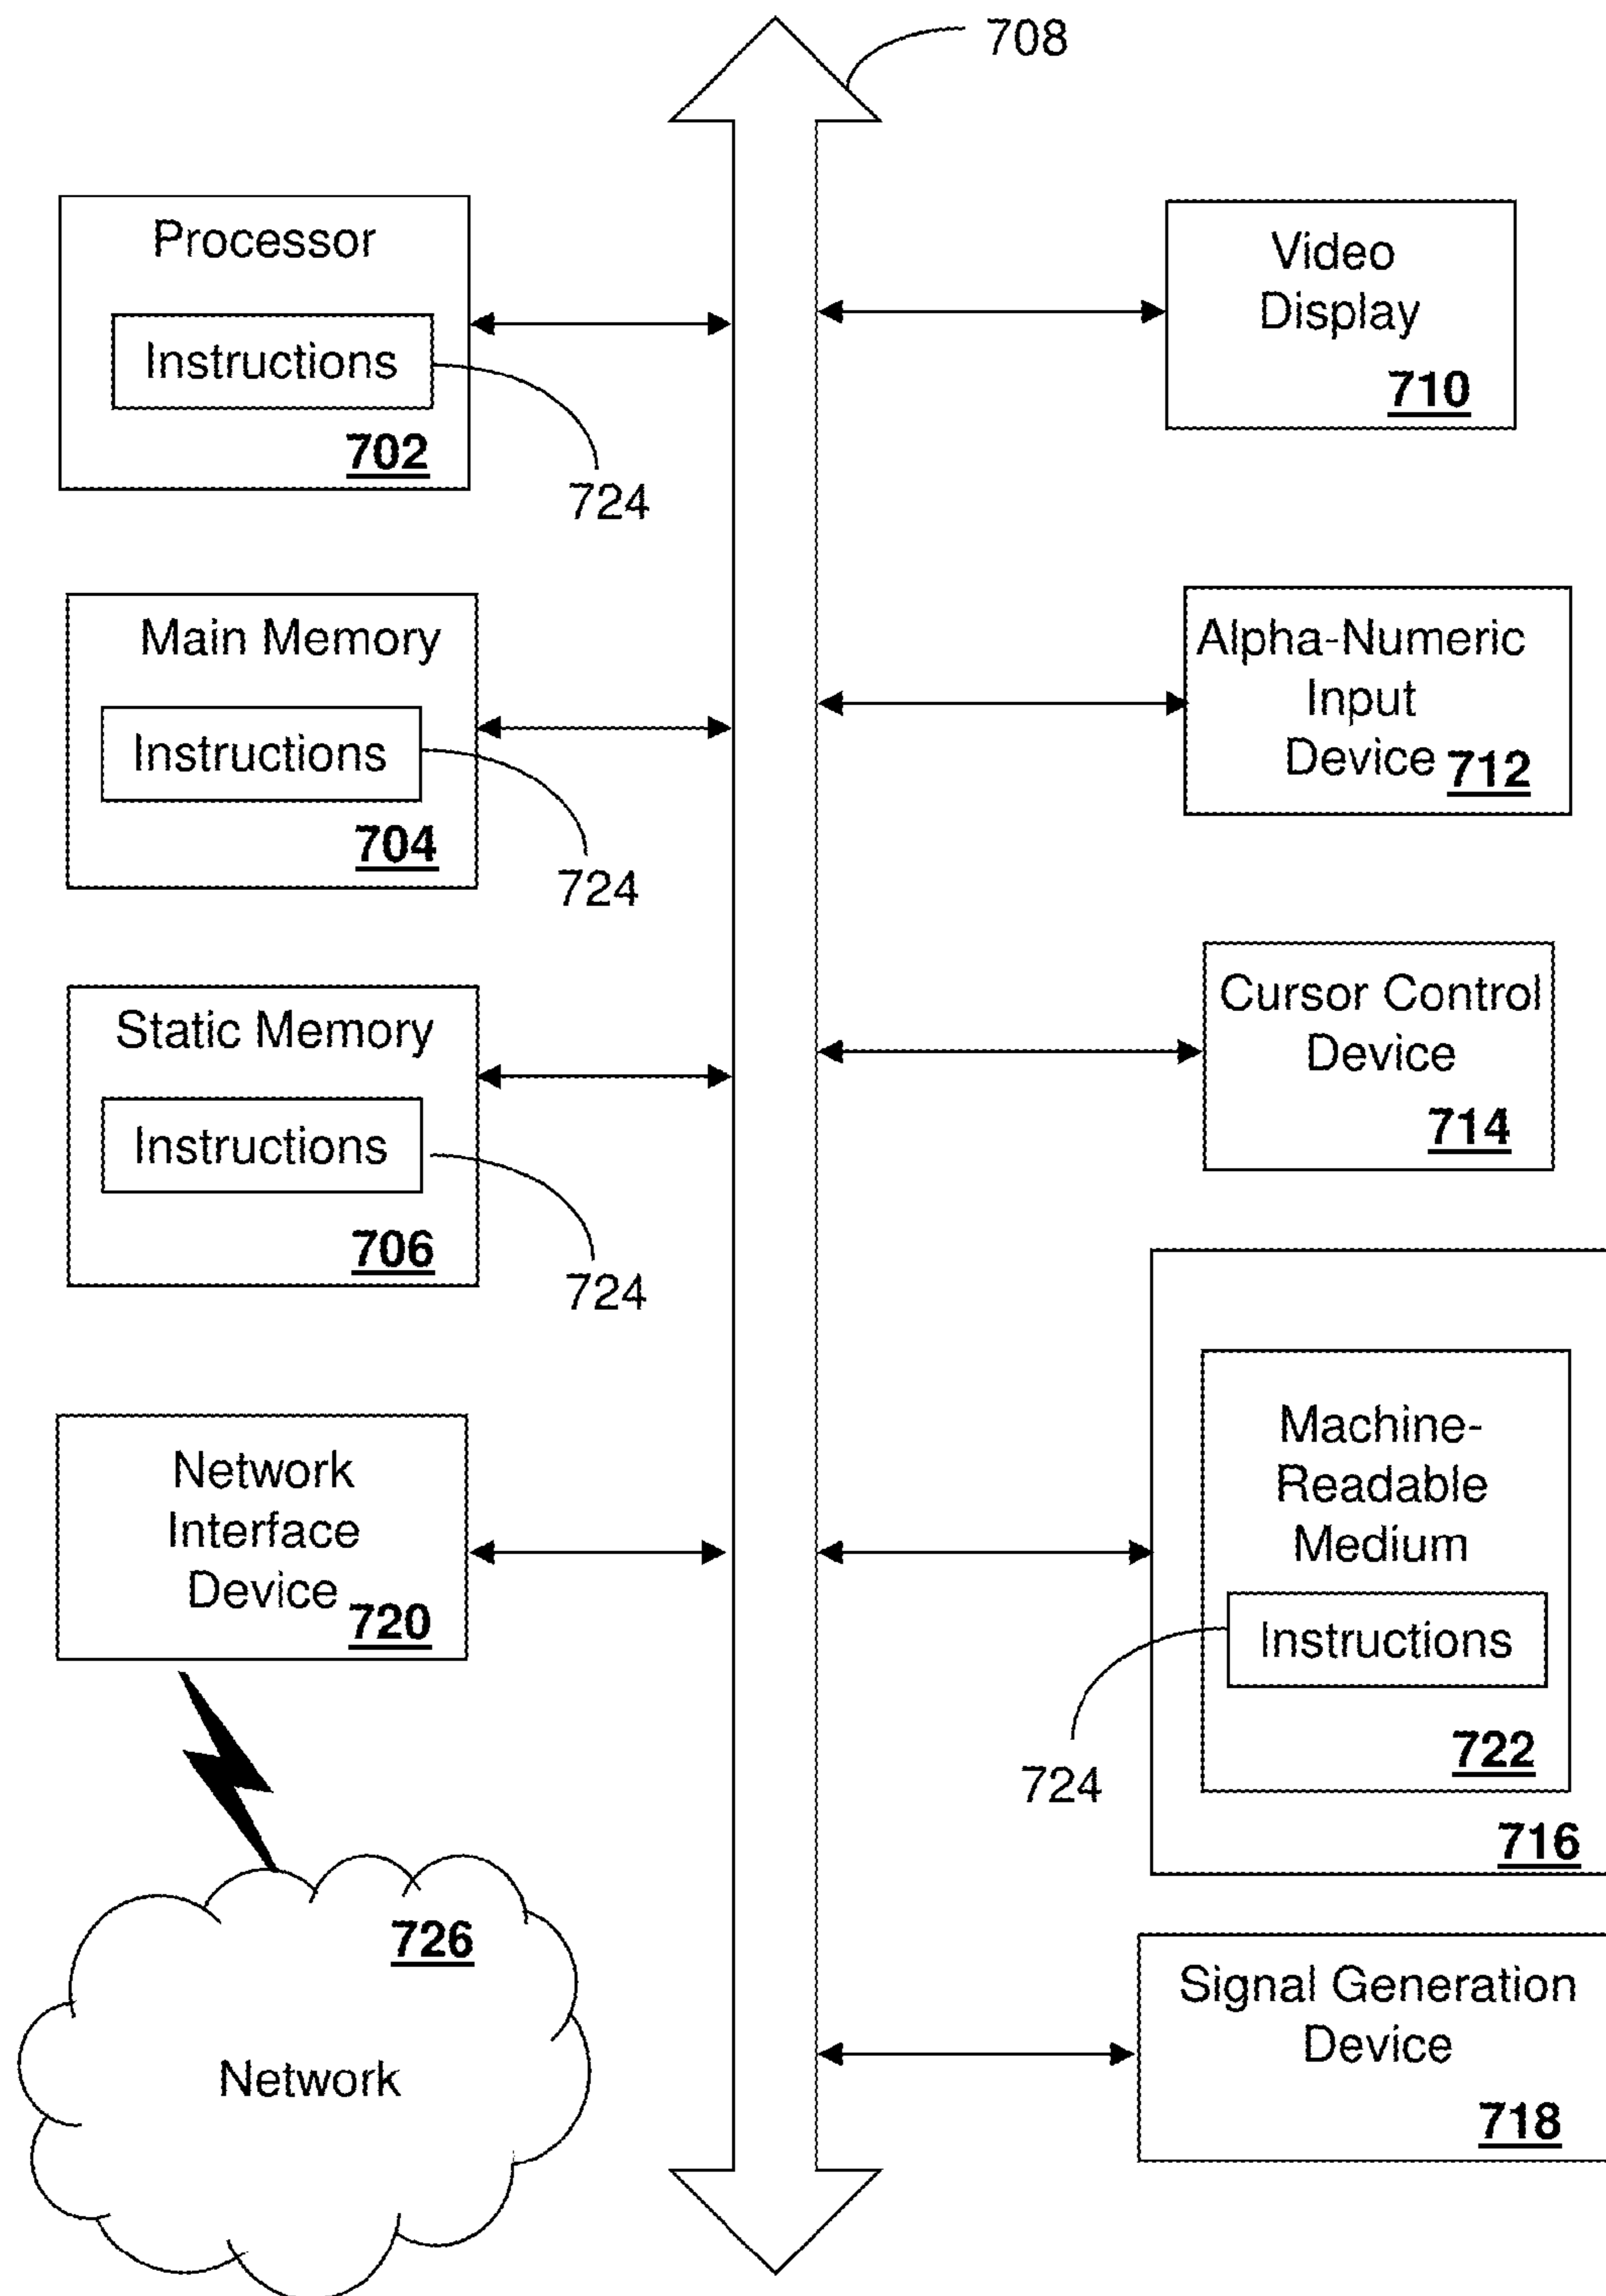 708
Processor
Instructions
702
724
Main Memory
Instructions
704
724
Static Memory
Instructions
706
724
Network
Interface
Device 720
726
Network
Video
Display
710
Alpha-Numeric
Input
Device 712
Cursor Control
Device
714
Machine-
Readable
Medium
Instructions
724
722
716
Signal Generation
Device
718